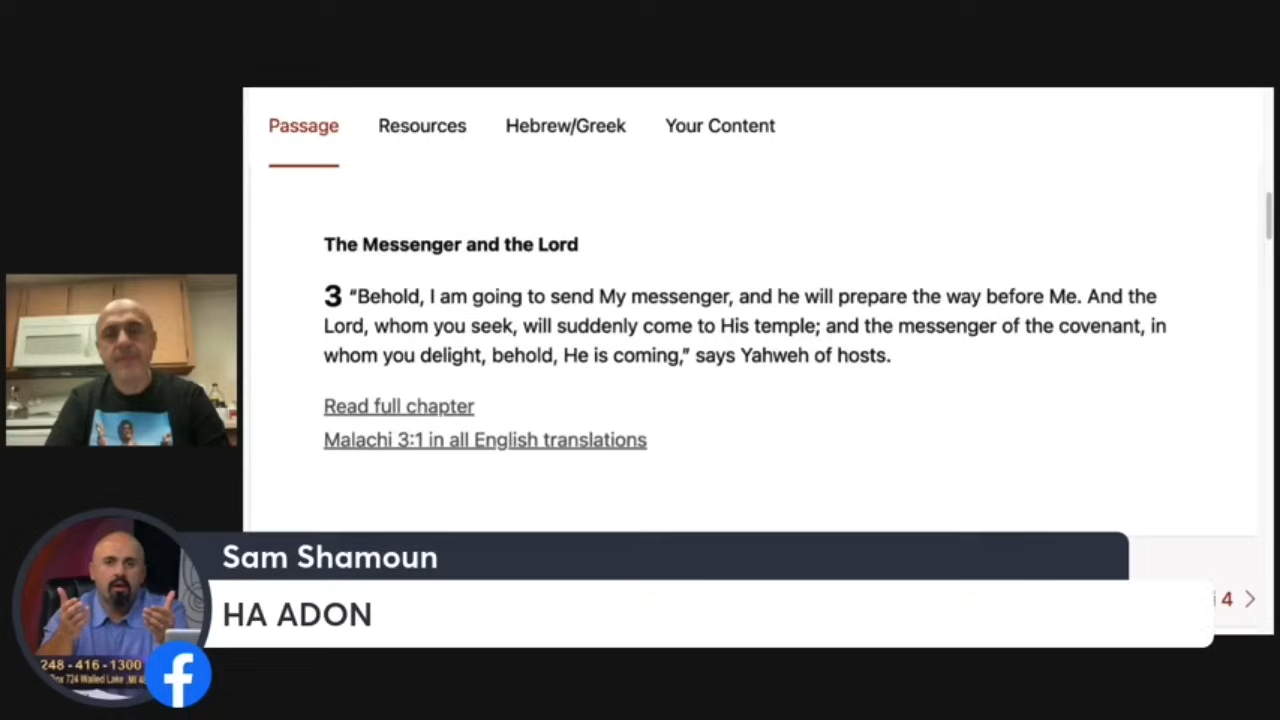 Passage Resources Hebrew/Greek Your Content
The Messenger and the Lord
3 “Behold, I am going to send My messenger, and he will prepare the way before Me. And the
Lord, whom you seek, will suddenly come to His temple; and the messenger of the covenant, in
whom you delight, behold, He is coming,” says Yahweh of hosts.
Read full chapter
Malachi 3:1 in all English translations
Sam Shamoun
HA ADON
4
248-416-1300
724 Walled Lake